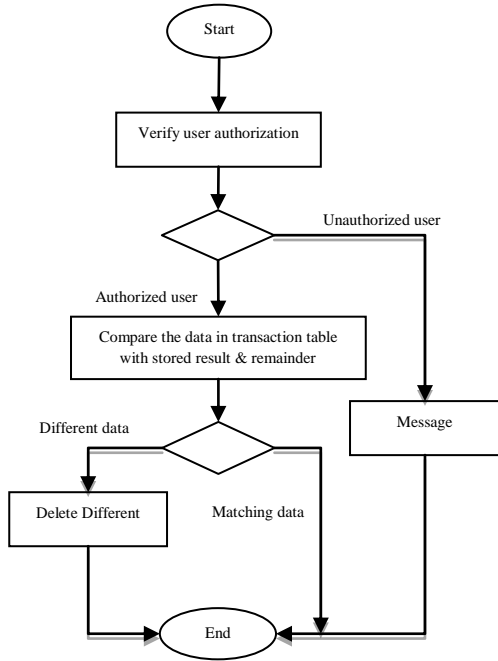 Start
Verify user authorization
Unauthorized user
Authorized user
Compare the data in transaction table
with stored result & remainder
Message
Different data
Delete Different
Matching data
End